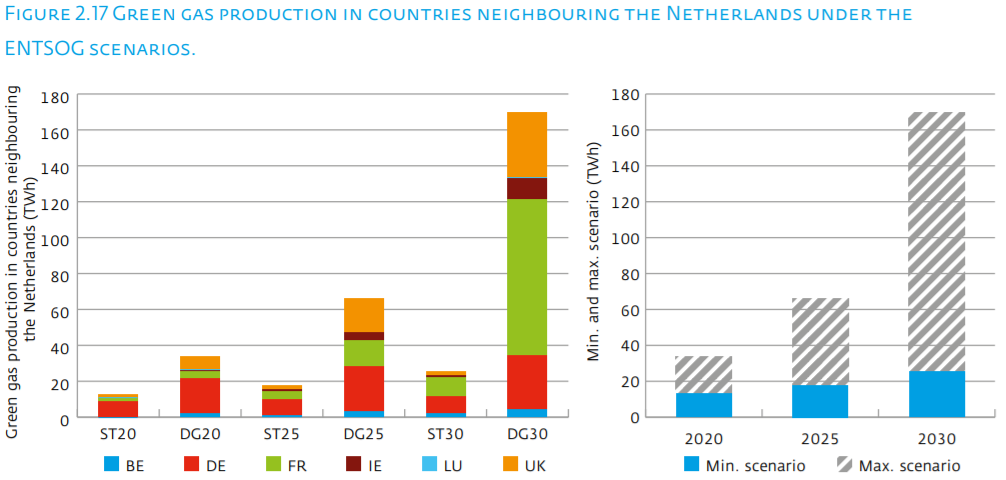 Figure 2.17 Green gas production in countries neighbouring the Netherlands under the
ENTSOG scenarios.
Green gas production in countries neighbouring
the Netherlands (TWh)
180
160
140
120
100
80
60
40
20
0
ST20 DG20 ST25 DG25 ST30 DG30
BE DE FR IE LU UK
Min. and max. scenario (TWh)
180
160
140
120
100
80
60
40
20
0
2020 2025 2030
Min. scenario Max. scenario